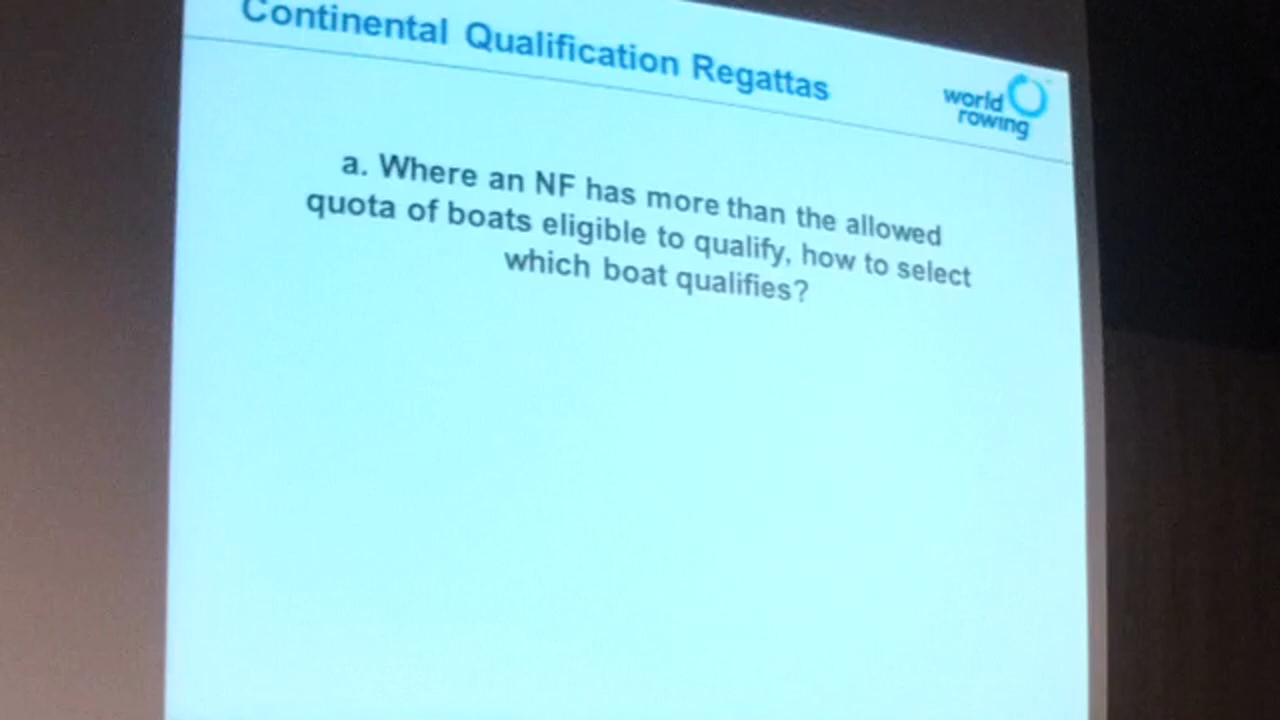 Continental Qualification Regattas
world
rowing
a. Where an NF has more than the allowed
quota of boats eligible to qualify, how to select
which boat qualifies?